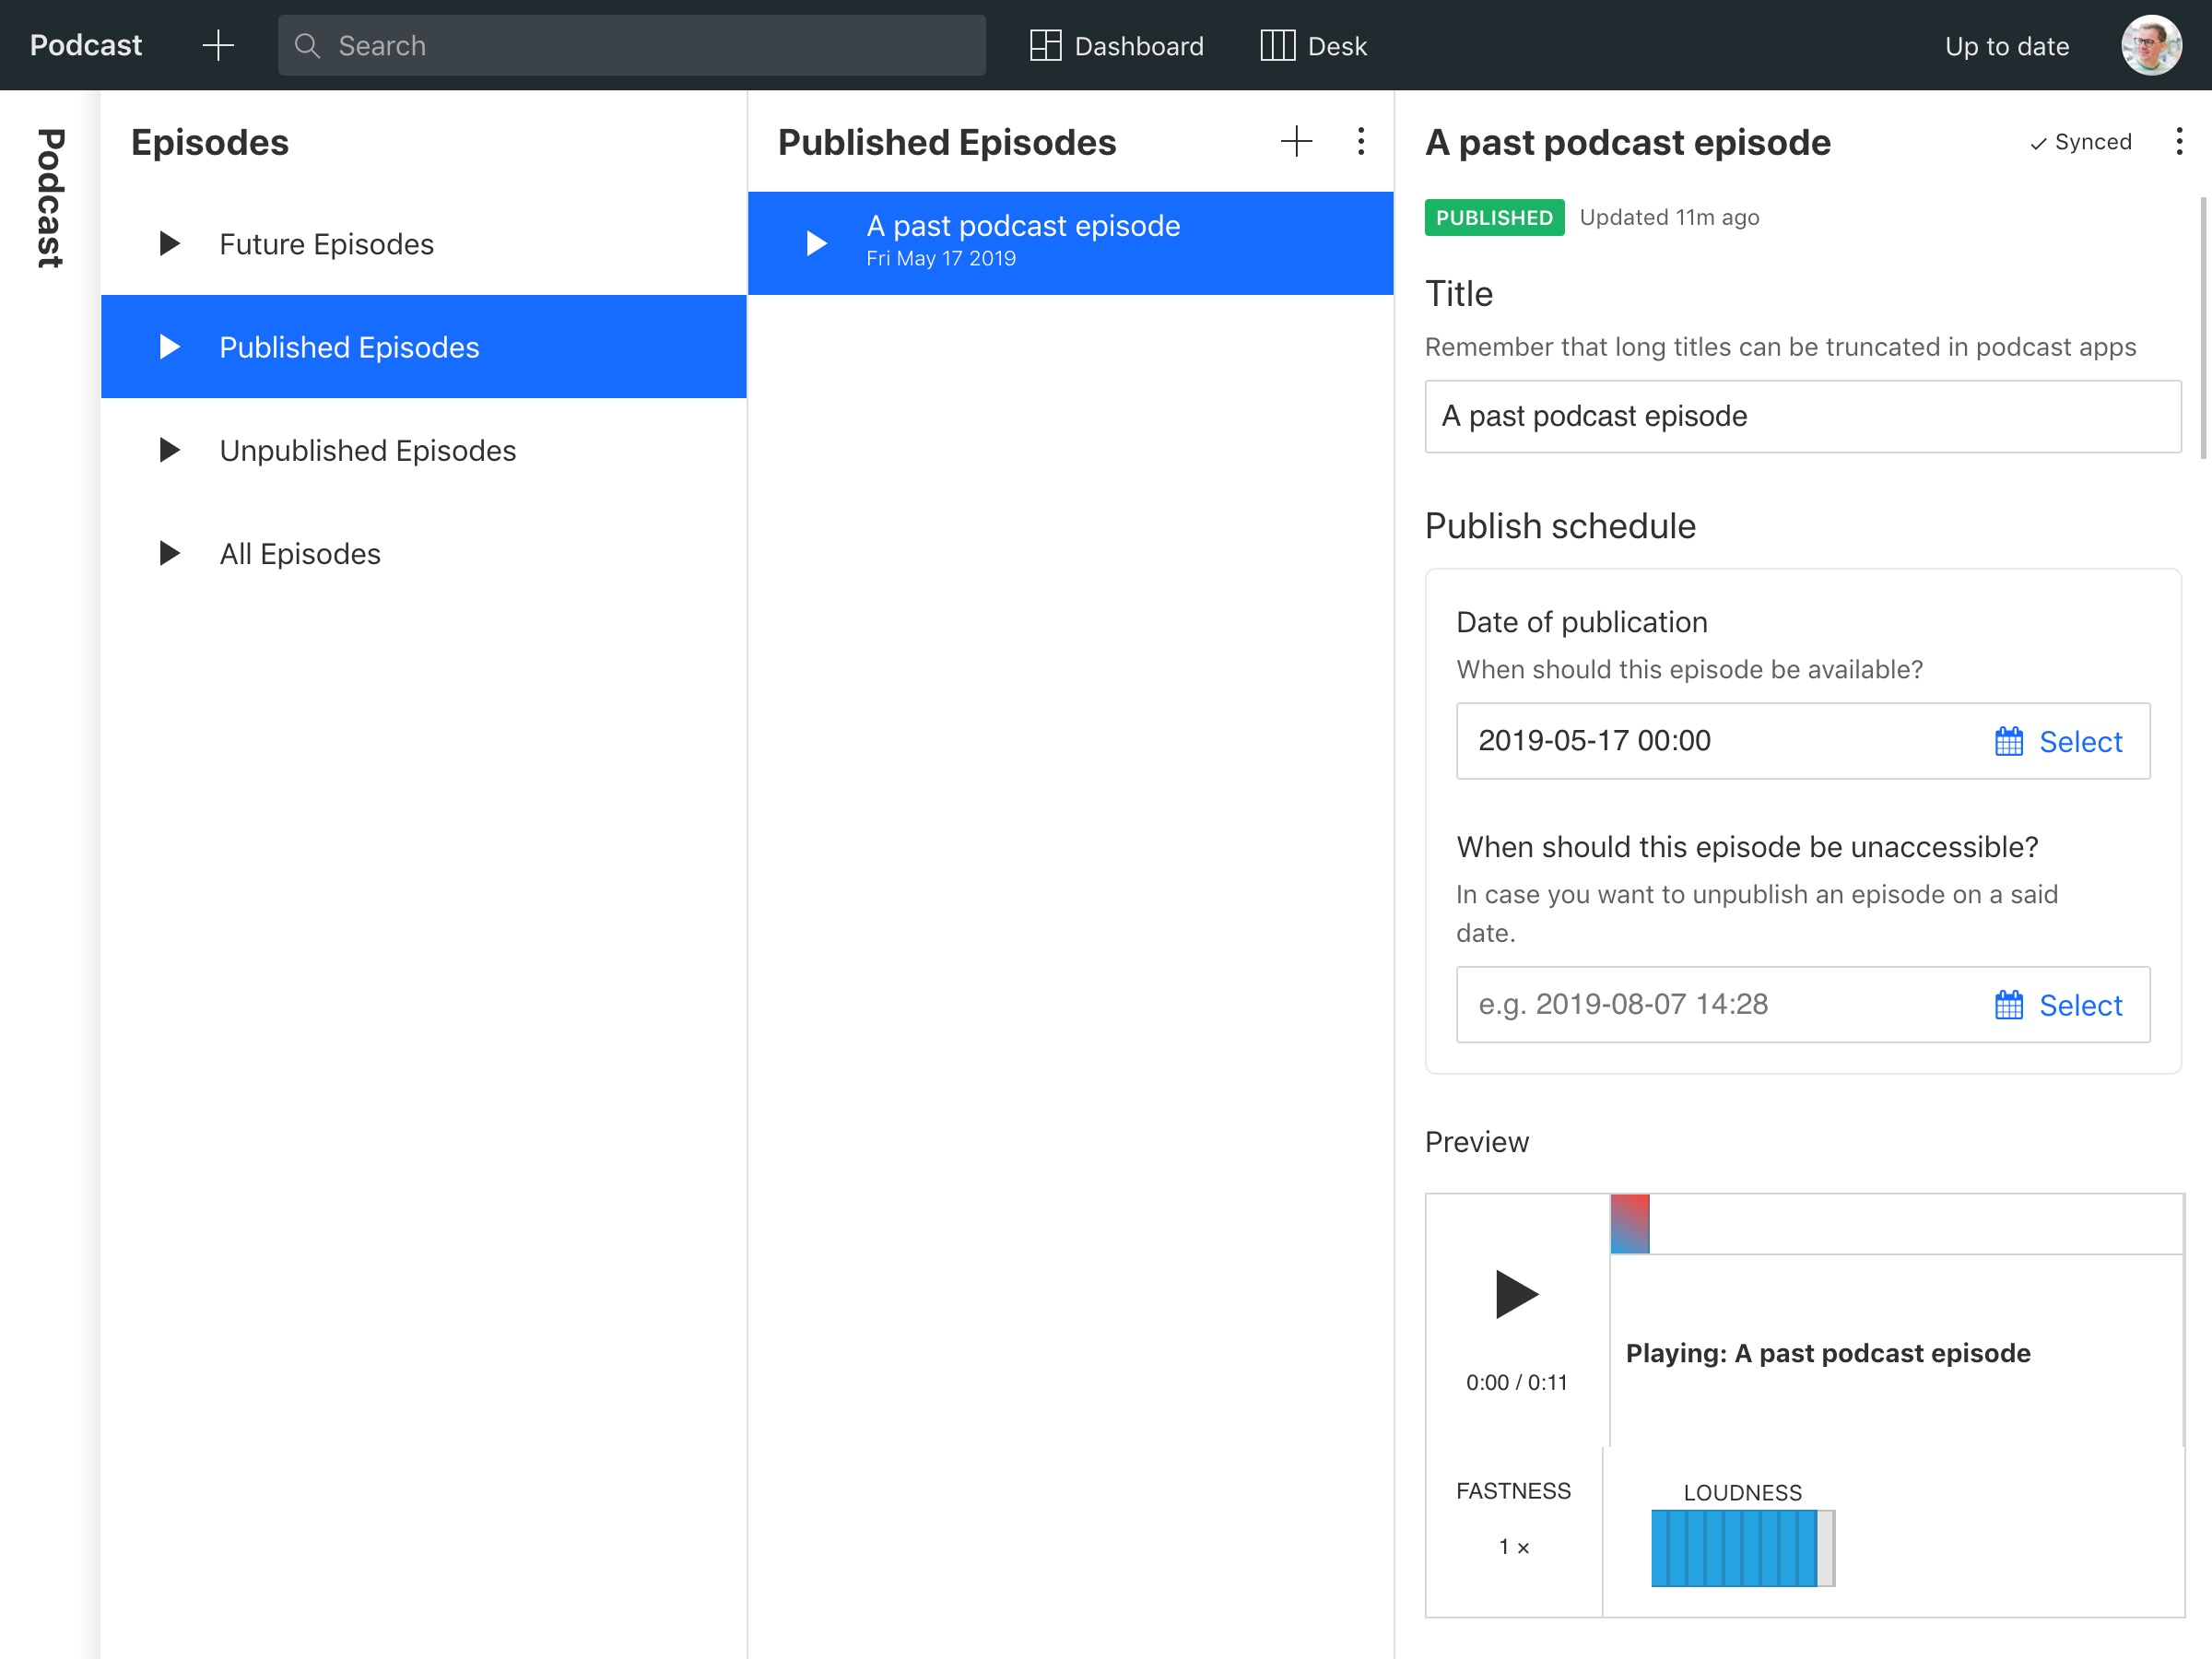 Podcast
Search
Dashboard
Desk
Up to date
Podcast
Episodes
Future Episodes
Published Episodes
Unpublished Episodes
All Episodes
Published Episodes
A past podcast episode
Fri May 17 2019
A past podcast episode
Synced
PUBLISHED Updated 11m ago
Title
Remember that long titles can be truncated in podcast apps
A past podcast episode
Publish schedule
Date of publication
When should this episode be available?
2019-05-17 00:00
Select
When should this episode be unaccessible?
In case you want to unpublish an episode on a said
date.
e.g. 2019-08-07 14:28
Select
Preview
Playing: A past podcast episode
0:00 / 0:11
FASTNESS
1 ×
LOUDNESS